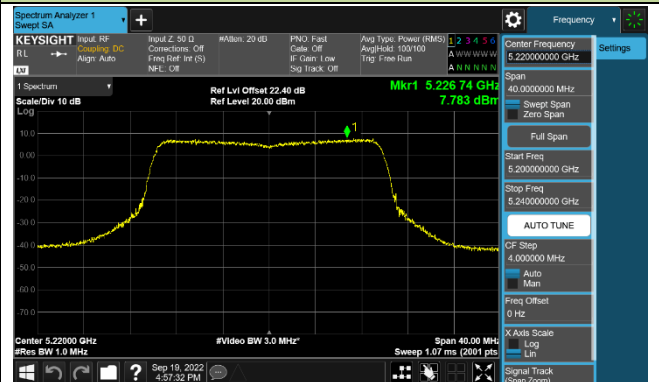 Spectrum Analyzer 1
Swept SA
+
Frequency
KEYSIGHT
RL
LXI
Input: RF
Coupling: DC
Align: Auto
Input Z: 50 Ω
Corrections: Off
Freq Ref: Int (S)
NFE: Off
#Atten: 20 dB
PNO: Fast
Gate: Off
IF Gain: Low
Sig Track: Off
Avg Type: Power (RMS)
Avg|Hold: 100/100
Trig: Free Run
1 2 3 4 5 6
A W W W W W
A N N N N N
1 Spectrum
Scale/Div 10 dB
Log
Ref Lvl Offset 22.40 dB
Ref Level 20.00 dBm
Mkr1 5.226 74 GHz
7.783 dBm
1
10.0
0.00
-10.0
-20.0
-30.0
-40.0
-50.0
-60.0
-70.0
Center 5.22000 GHz
#Res BW 1.0 MHz
#Video BW 3.0 MHz*
Span 40.00 MHz
Sweep 1.07 ms (2001 pts)
Center Frequency
5.220000000 GHz
Settings
Span
40.0000000 MHz
Swept Span
Zero Span
Full Span
Start Freq
5.200000000 GHz
Stop Freq
5.240000000 GHz
AUTO TUNE
CF Step
4.000000 MHz
Auto
Man
Freq Offset
0 Hz
X Axis Scale
Log
Lin
Signal Track
(Span Zoom)
?
Sep 19, 2022
4:57:32 PM